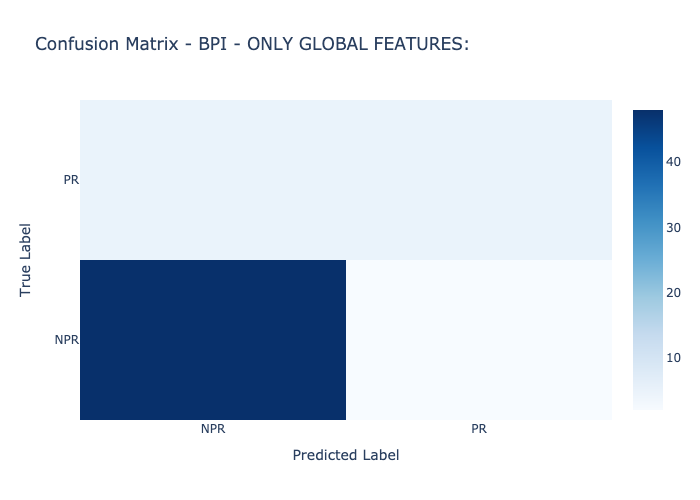 Confusion Matrix - BPI - ONLY GLOBAL FEATURES:
PR
NPR
True Label
NPR PR
Predicted Label
40
30
20
10